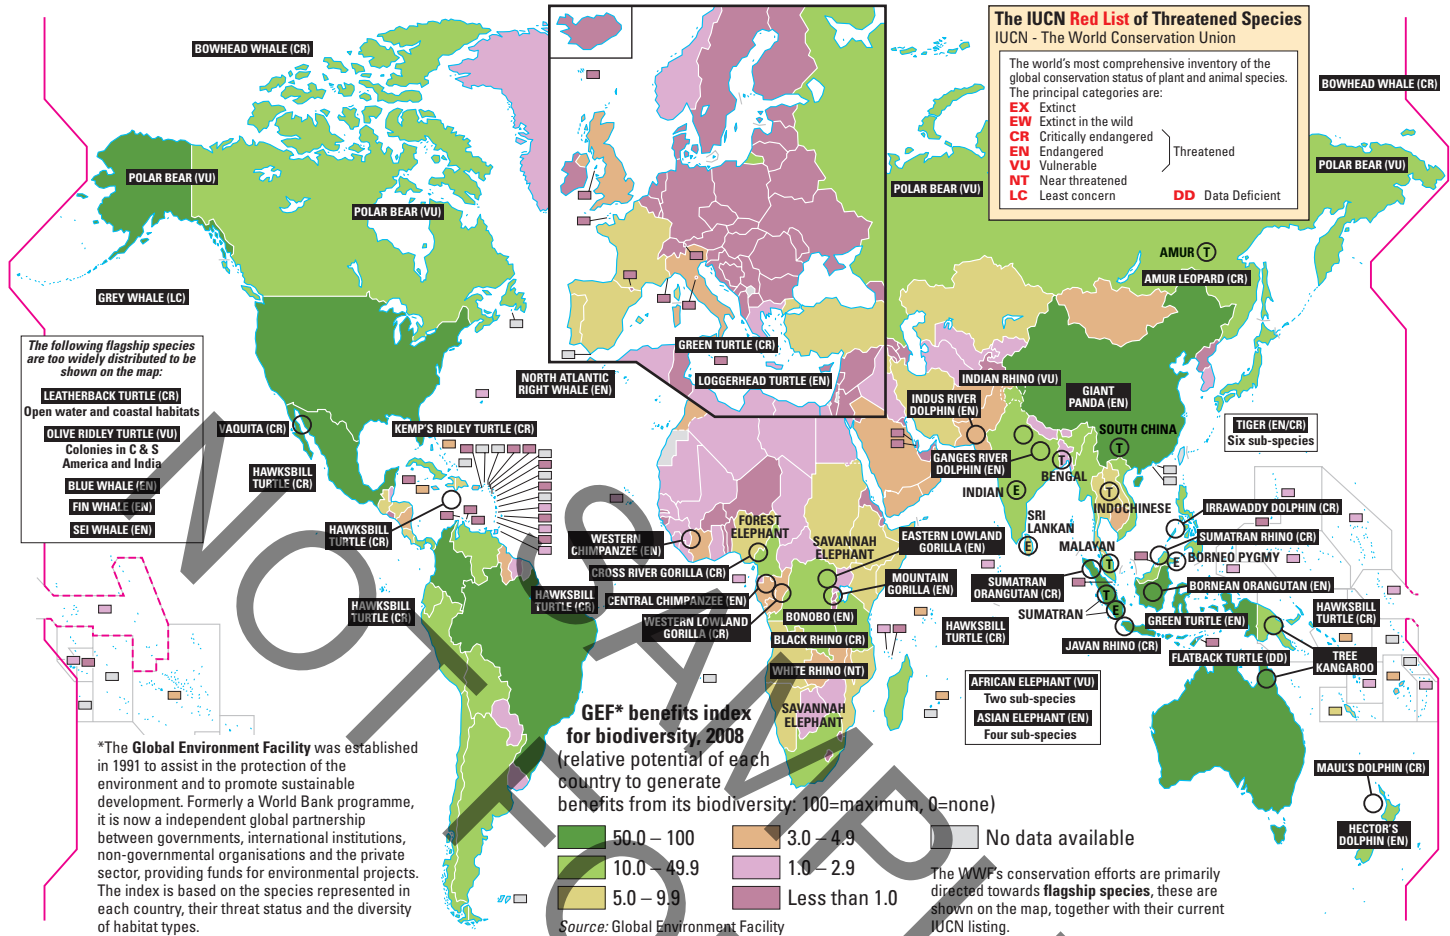 The IUCN Red List of Threatened Species
IUCN - The World Conservation Union
The world's most comprehensive inventory of the
global conservation status of plant and animal species.
The principal categories are:
EX Extinct
EW Extinct in the wild
CR Critically endangered
EN Endangered
VU Vulnerable
Threatened
NT Near threatened
LC Least concern
DD Data Deficient
BOWHEAD WHALE (CR)
BOWHEAD WHALE (CR)
POLAR BEAR (VU)
POLAR BEAR (VU)
POLAR BEAR (VU)
POLAR BEAR (VU)
AMUR T
AMUR LEOPARD (CR)
GREY WHALE (LC)
The following flagship species
are too widely distributed to be
shown on the map:
LEATHERBACK TURTLE (CR)
Open water and coastal habitats
OLIVE RIDLEY TURTLE (VU)
Colonies in C & S
America and India
BLUE WHALE (EN)
FIN WHALE (EN)
SEI WHALE (EN)
GREEN TURTLE (CR)
LOGGERHEAD TURTLE (EN)
NORTH ATLANTIC
RIGHT WHALE (EN)
VAQUITA (CR)
KEMP'S RIDLEY TURTLE (CR)
HAWKSBILL
TURTLE (CR)
HAWKSBILL
TURTLE (CR)
HAWKSBILL
TURTLE (CR)
HAWKSBILL
TURTLE (CR)
INDIAN RHINO (VU)
INDUS RIVER
DOLPHIN (EN)
GIANT
PANDA (EN)
SOUTH CHINA
T
GANGES RIVER
DOLPHIN (EN)
T
BENGAL
INDIAN E
T
INDOCHINESE
SRI
LANKAN
E
TIGER (EN/CR)
Six sub-species
IRRAWADDY DOLPHIN (CR)
SUMATRAN RHINO (CR)
BORNEO PYGMY
E
MALAYAN
T
SUMATRAN
ORANGUTAN (CR)
BORNEAN ORANGUTAN (EN)
T
SUMATRAN
E
GREEN TURTLE (EN)
HAWKSBILL
TURTLE (CR)
JAVAN RHINO (CR)
FLATBACK TURTLE (DD)
TREE
KANGAROO
FOREST
ELEPHANT
SAVANNAH
ELEPHANT
WESTERN
CHIMPANZEE (EN)
EASTERN LOWLAND
GORILLA (EN)
CROSS RIVER GORILLA (CR)
CENTRAL CHIMPANZEE (EN)
MOUNTAIN
GORILLA (EN)
WESTERN LOWLAND
GORILLA (CR)
BONOBO (EN)
BLACK RHINO (CR)
HAWKSBILL
TURTLE (CR)
WHITE RHINO (NT)
SAVANNAH
ELEPHANT
AFRICAN ELEPHANT (VU)
Two sub-species
ASIAN ELEPHANT (EN)
Four sub-species
MAUI'S DOLPHIN (CR)
HECTOR'S
DOLPHIN (EN)
*The Global Environment Facility was established
in 1991 to assist in the protection of the
environment and to promote sustainable
development. Formerly a World Bank programme,
it is now a independent global partnership
between governments, international institutions,
non-governmental organisations and the private
sector, providing funds for environmental projects.
The index is based on the species represented in
each country, their threat status and the diversity
of habitat types.
GEF* benefits index
for biodiversity, 2008
(relative potential of each
country to generate
benefits from its biodiversity: 100=maximum, 0=none)
50.0 – 100
10.0 – 49.9
5.0 – 9.9
3.0 – 4.9
1.0 – 2.9
Less than 1.0
No data available
Source: Global Environment Facility
The WWF's conservation efforts are primarily
directed towards flagship species, these are
shown on the map, together with their current
IUCN listing.
NOT
SAMPL